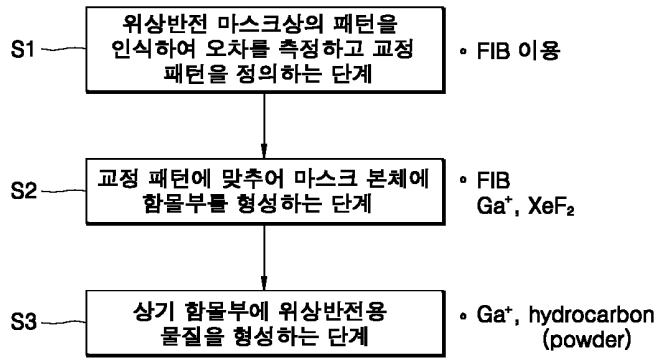 위상반전 마스크상의 패턴을
S1
인식하여 오차를 측정하고 교정
∘ FIB 이용
패턴을 정의하는 단계
S2
교정 패턴에 맞추어 마스크 본체에
∘ FIB
함몰부를 형성하는 단계
Ga⁺, XeF₂
S3
상기 함몰부에 위상반전용
∘ Ga⁺, hydrocarbon
물질을 형성하는 단계
(powder)